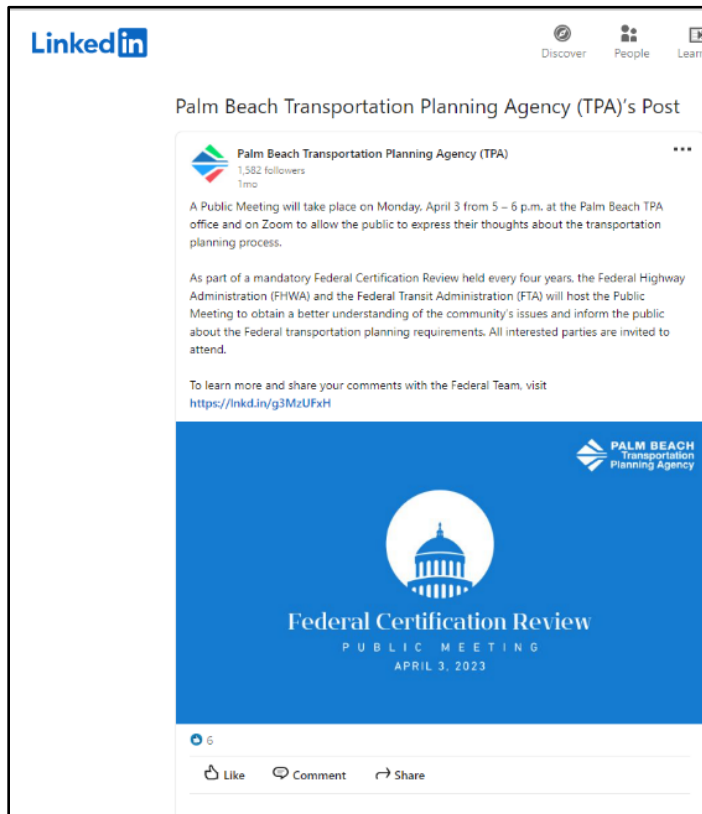 Linked in
Discover People Lear
Palm Beach Transportation Planning Agency (TPA)'s Post
Palm Beach Transportation Planning Agency (TPA)
1,582 followers
1mo
A Public Meeting will take place on Monday, April 3 from 5 – 6 p.m. at the Palm Beach TPA
office and on Zoom to allow the public to express their thoughts about the transportation
planning process.
As part of a mandatory Federal Certification Review held every four years, the Federal Highway
Administration (FHWA) and the Federal Transit Administration (FTA) will host the Public
Meeting to obtain a better understanding of the community's issues and inform the public
about the Federal transportation planning requirements. All interested parties are invited to
attend.
To learn more and share your comments with the Federal Team, visit
https://lnkd.in/g3MzUFxH
PALM BEACH
Transportation
Planning Agency
Federal Certification Review
PUBLIC MEETING
APRIL 3, 2023
6
Like Comment Share